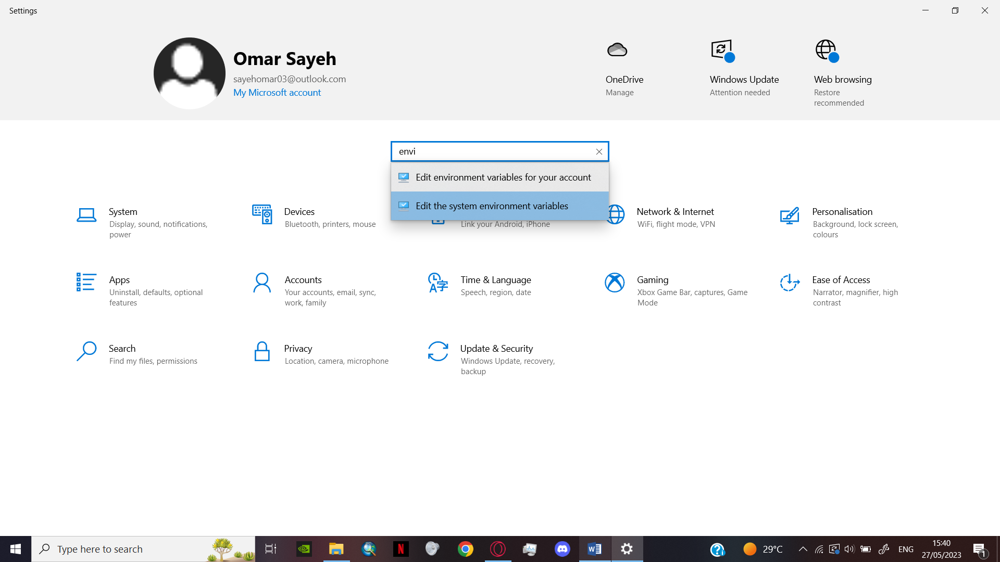 Settings
Omar Sayeh
sayehomar03@outlook.com
My Microsoft account
OneDrive
Manage
Windows Update
Attention needed
Web browsing
Restore
recommended
envi
Edit environment variables for your account
Edit the system environment variables
System
Display, sound, notifications,
power
Devices
Bluetooth, printers, mouse
Link your Android, iPhone
Network & Internet
WiFi, flight mode, VPN
Personalisation
Background, lock screen,
colours
Apps
Uninstall, defaults, optional
features
Accounts
Your accounts, email, sync,
work, family
Time & Language
Speech, region, date
Gaming
Xbox Game Bar, captures, Game
Mode
Ease of Access
Narrator, magnifier, high
contrast
Search
Find my files, permissions
Privacy
Location, camera, microphone
Update & Security
Windows Update, recovery,
backup
Type here to search
29°C
ENG
15:40
27/05/2023
1